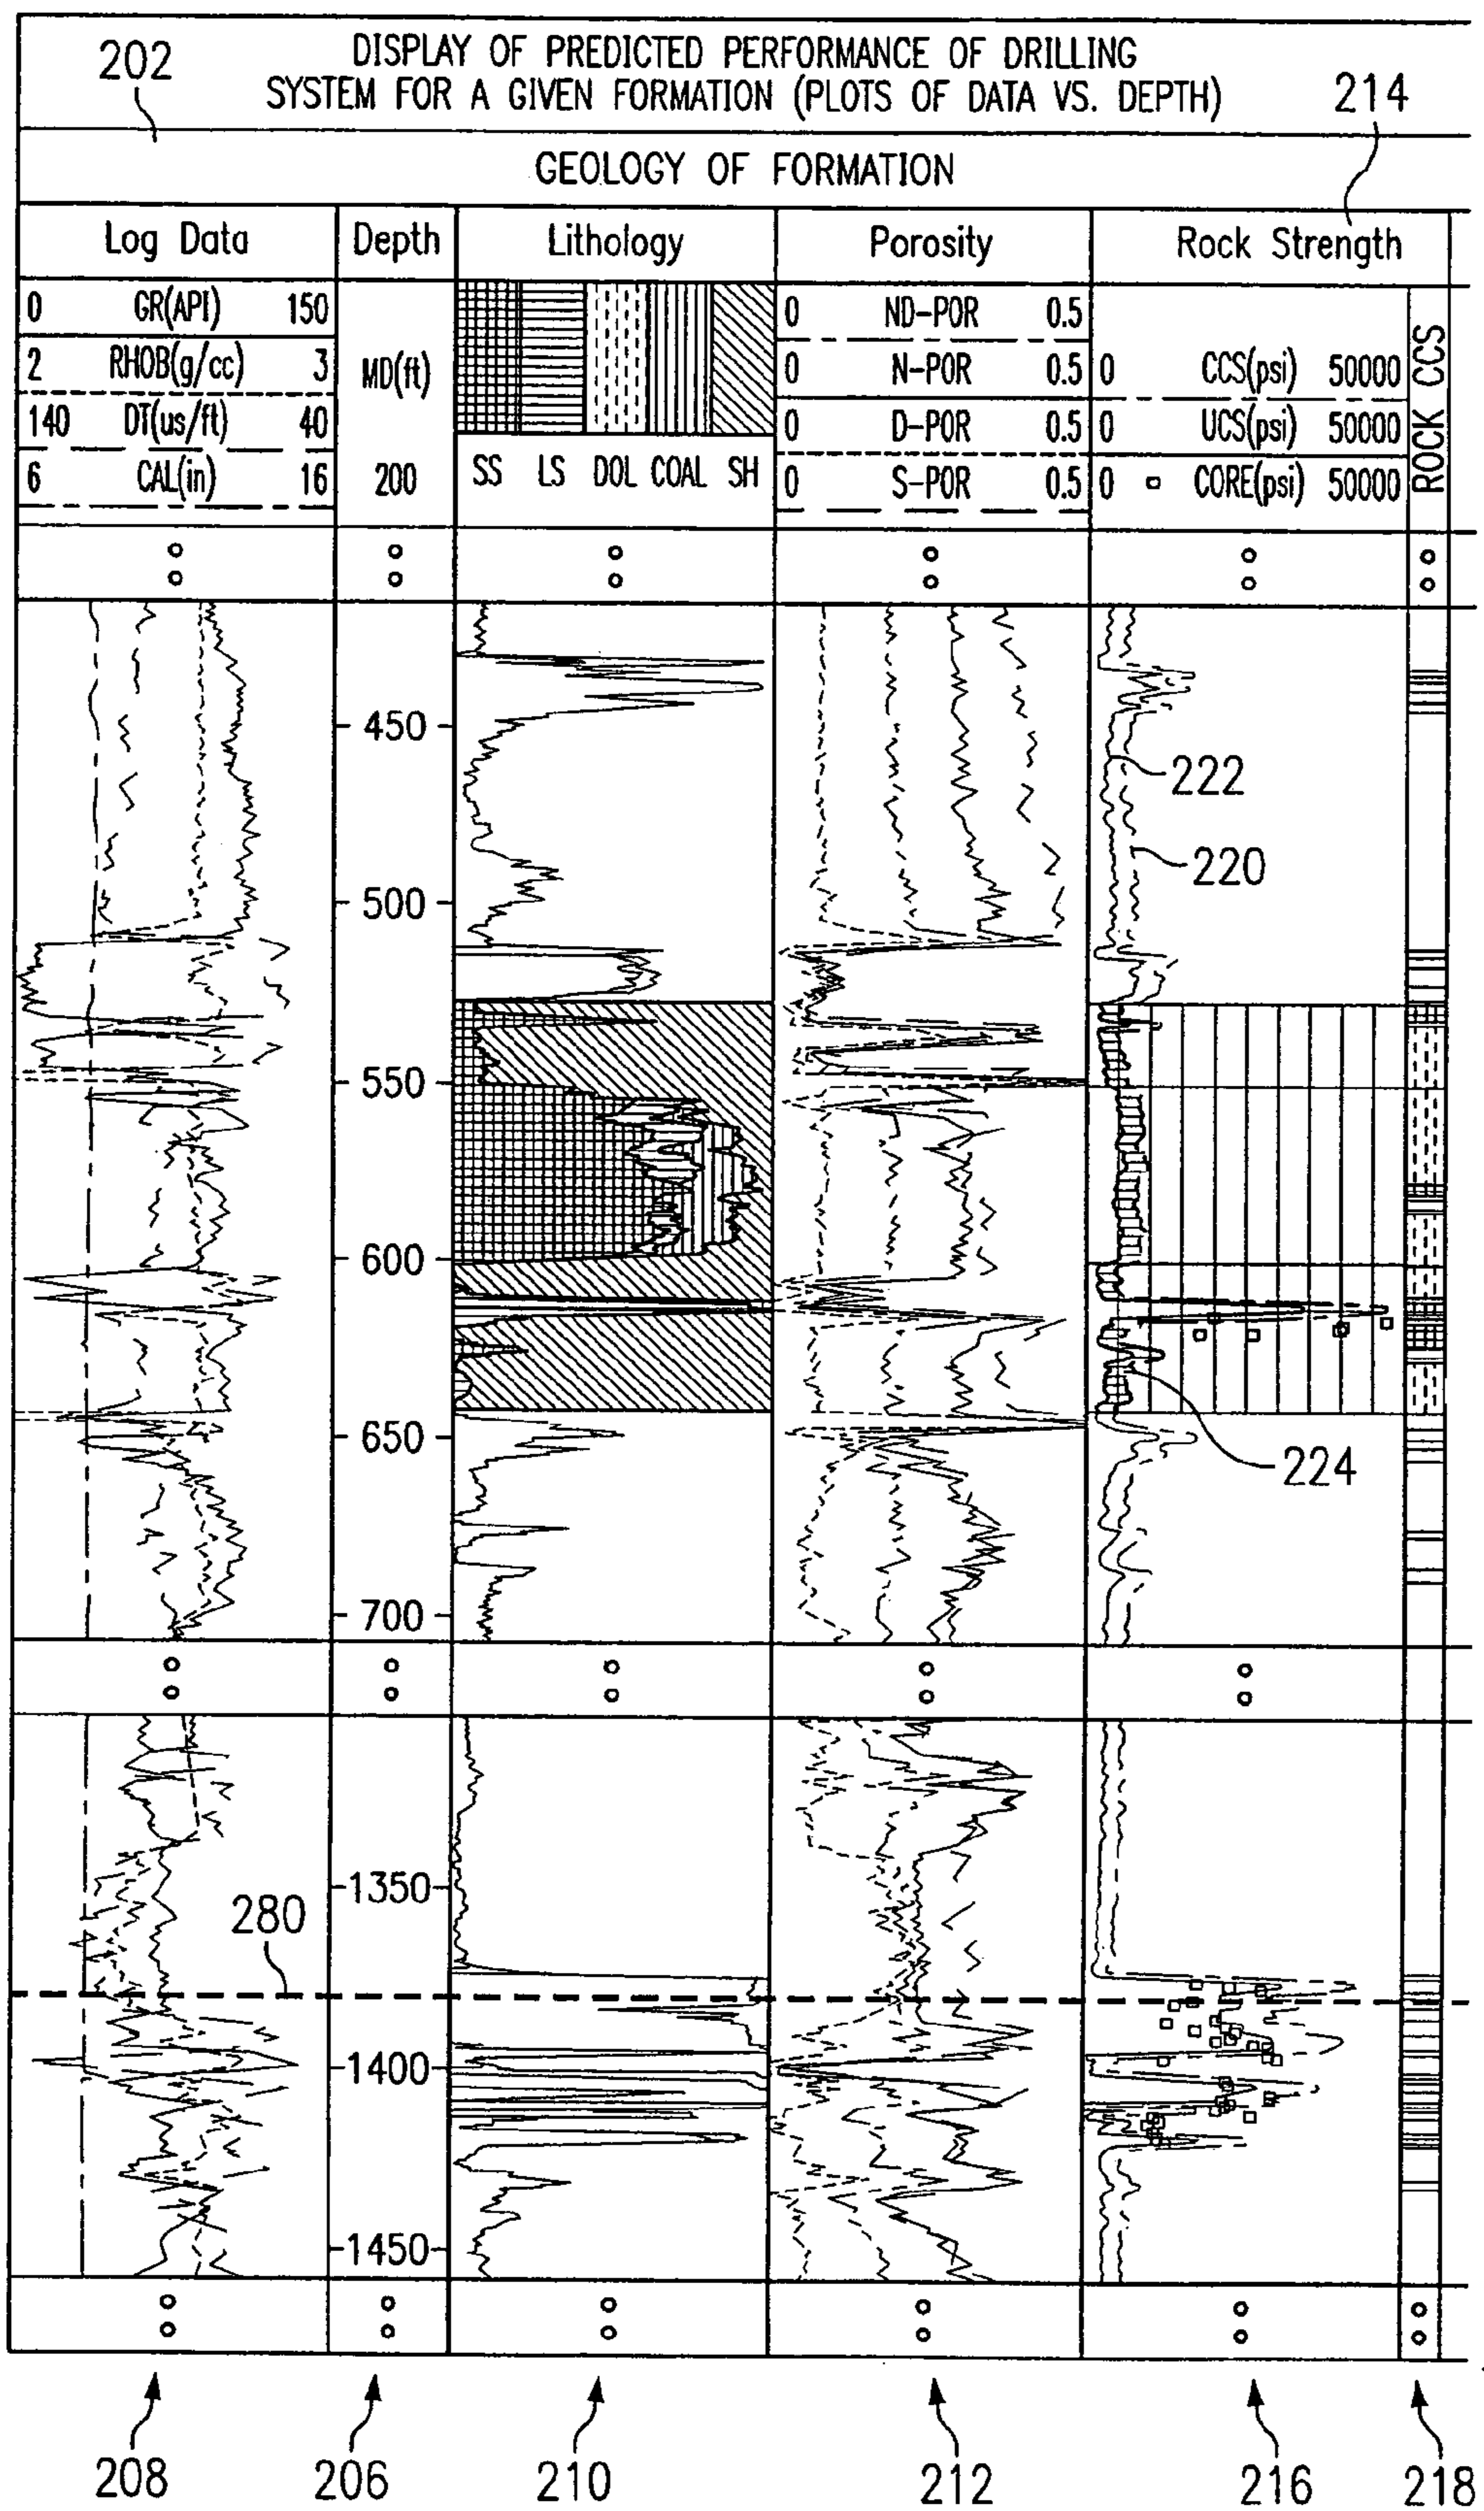 202
DISPLAY OF PREDICTED PERFORMANCE OF DRILLING
SYSTEM FOR A GIVEN FORMATION (PLOTS OF DATA VS. DEPTH)
214
GEOLOGY OF FORMATION
Log Data Depth Lithology Porosity Rock Strength
0 GR(API) 150
2 RHOB(g/cc) 3
140 DT(us/ft) 40
6 CAL(in) 16
MD(ft)
200
SS LS DOL COAL SH
0 ND-POR 0.5
0 N-POR 0.5
0 D-POR 0.5
0 S-POR 0.5
0 CCS(psi) 50000
0 UCS(psi) 50000
0 CORE(psi) 50000
ROCK CCS
450
222
220
500
550
600
650
224
700
1350
280
1400
1450
208 206 210 212 216 218